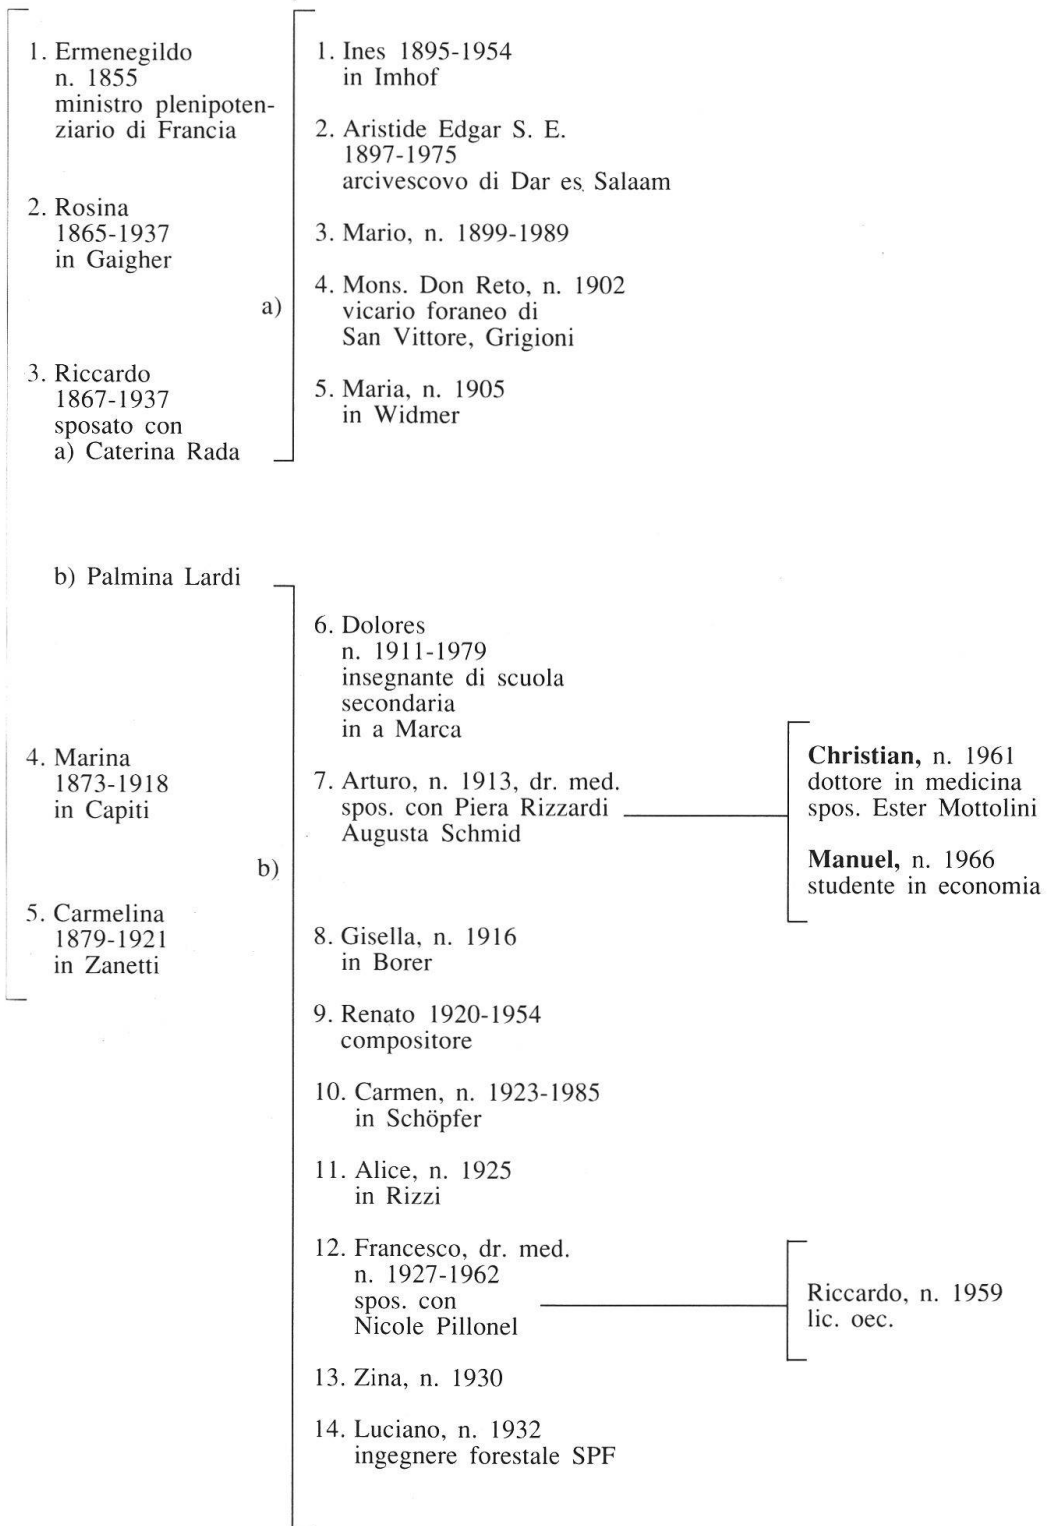 1. Ermenegildo
n. 1855
ministro plenipoten-
ziario di Francia
2. Rosina
1865-1937
in Gaigher
3. Riccardo
1867-1937
sposato con
a) Caterina Rada
a)
1. Ines 1895-1954
in Imhof
2. Aristide Edgar S. E.
1897-1975
arcivescovo di Dar es Salaam
3. Mario, n. 1899-1989
4. Mons. Don Reto, n. 1902
vicario foraneo di
San Vittore, Grigioni
5. Maria, n. 1905
in Widmer
b) Palmina Lardi
4. Marina
1873-1918
in Capiti
5. Carmelina
1879-1921
in Zanetti
b)
6. Dolores
n. 1911-1979
insegnante di scuola
secondaria
in a Marca
7. Arturo, n. 1913, dr. med.
spos. con Piera Rizzardi
Augusta Schmid
Christian, n. 1961
dottore in medicina
spos. Ester Mottolini
Manuel, n. 1966
studente in economia
8. Gisella, n. 1916
in Borer
9. Renato 1920-1954
compositore
10. Carmen, n. 1923-1985
in Schöpfer
11. Alice, n. 1925
in Rizzi
12. Francesco, dr. med.
n. 1927-1962
spos. con
Nicole Pillonel
Riccardo, n. 1959
lic. oec.
13. Zina, n. 1930
14. Luciano, n. 1932
ingegnere forestale SPF